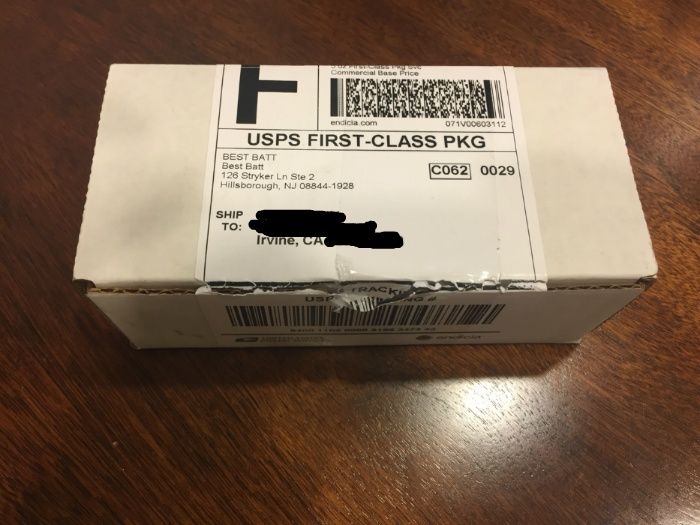 F
Commercial Base Price
endicia.com
071V00603112
USPS FIRST-CLASS PKG
BEST BATT
Best Batt
126 Stryker Ln Ste 2
Hillsborough, NJ 08844-1928
C062 0029
SHIP
TO:
Irvine, CA
endicia